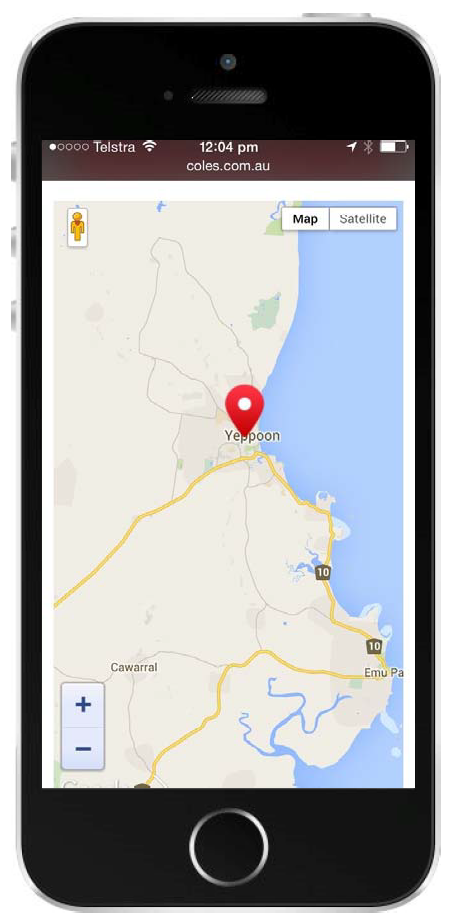 Telstra
12:04 pm
coles.com.au
Map Satellite
Yeppoon
10
10
Cawarral
Emu Pa
+
−